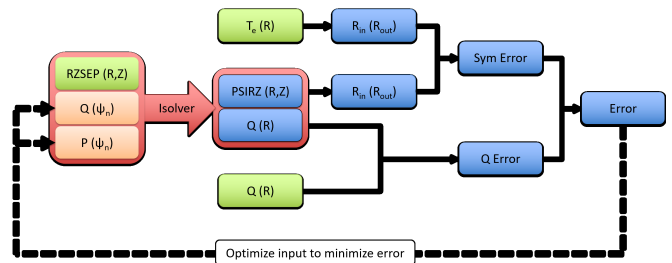 Tₑ (R)
Rᵢₙ (Rₒᵤₜ)
RZSEP (R,Z)
Q (ψₙ)
P (ψₙ)
Isolver
PSIRZ (R,Z)
Q (R)
Rᵢₙ (Rₒᵤₜ)
Sym Error
Error
Q Error
Q (R)
Optimize input to minimize error